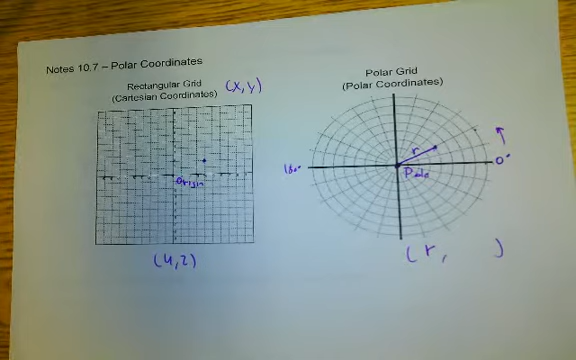 Notes 10.7 – Polar Coordinates
Rectangular Grid
(Cartesian Coordinates)
(x,y)
Origin
(4,2)
Polar Grid
(Polar Coordinates)
r
180°
0°
Pole
(r, )